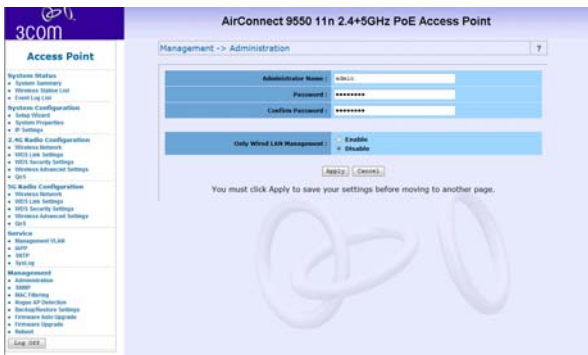 3COM
AirConnect 9550 11n 2.4+5GHz PoE Access Point
Access Point
Management -> Administration
?
System Status
System Summary
Wireless Station List
Event Log List
System Configuration
Setup Wizard
System Properties
IP Settings
2.4G Radio Configuration
Wireless Network
WDS Link Settings
WDS Security Settings
Wireless Advanced Settings
QoS
5G Radio Configuration
Wireless Network
WDS Link Settings
WDS Security Settings
Wireless Advanced Settings
QoS
Service
Management VLAN
IAPP
SNTP
SysLog
Management
Administration
SNMP
MAC Filtering
Rogue AP Detection
Backup/Restore Settings
Firmware Auto Upgrade
Firmware Upgrade
Reboot
Log Off
Administrator Name : admin
Password : ••••••••
Confirm Password : ••••••••
Only Wired LAN Management : Enable
Disable
Apply Cancel
You must click Apply to save your settings before moving to another page.